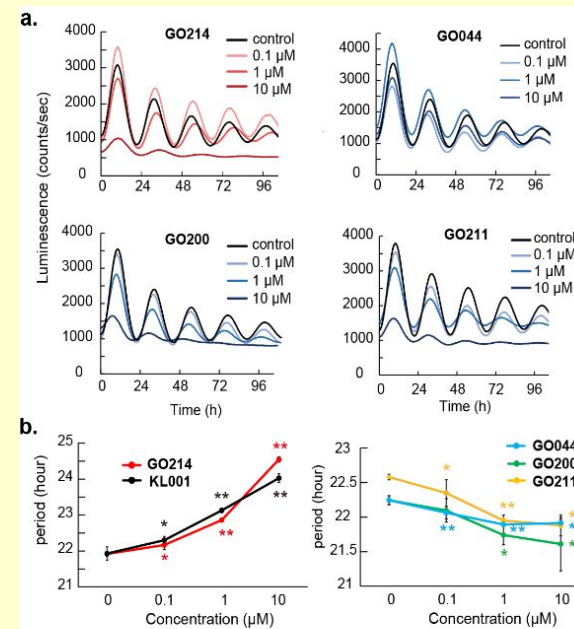 a.
GO214
control
0.1 µM
1 µM
10 µM
4000
3000
2000
1000
0
0 24 48 72 96
GO044
control
0.1 µM
1 µM
10 µM
4000
3000
2000
1000
0
0 24 48 72 96
Luminescence (counts/sec)
GO200
control
0.1 µM
1 µM
10 µM
4000
3000
2000
1000
0
0 24 48 72 96
Time (h)
GO211
control
0.1 µM
1 µM
10 µM
4000
3000
2000
1000
0
0 24 48 72 96
Time (h)
b.
period (hour)
25
24
23
22
21
GO214
KL001
* ** **
* ** **
0 0.1 1 10
Concentration (µM)
period (hour)
23
22.5
22
21.5
21
GO044
GO200
GO211
* ** *
** ** *
* *
0 0.1 1 10
Concentration (µM)